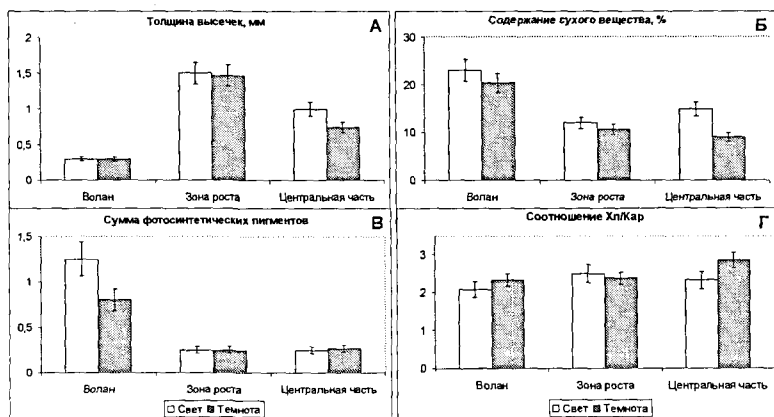 Толщина высечек, мм А
2
1,5
1
0,5
0
Волан Зона роста Центральная часть
Содержание сухого вещества, % Б
30
20
10
0
Волан Зона роста Центральная часть
Сумма фотосинтетических пигментов В
1,5
1
0,5
0
Волан Зона роста Центральная часть
Свет Темнота
Соотношение Хл/Кар Г
3
2
1
0
Волан Зона роста Центральная часть
Свет Темнота